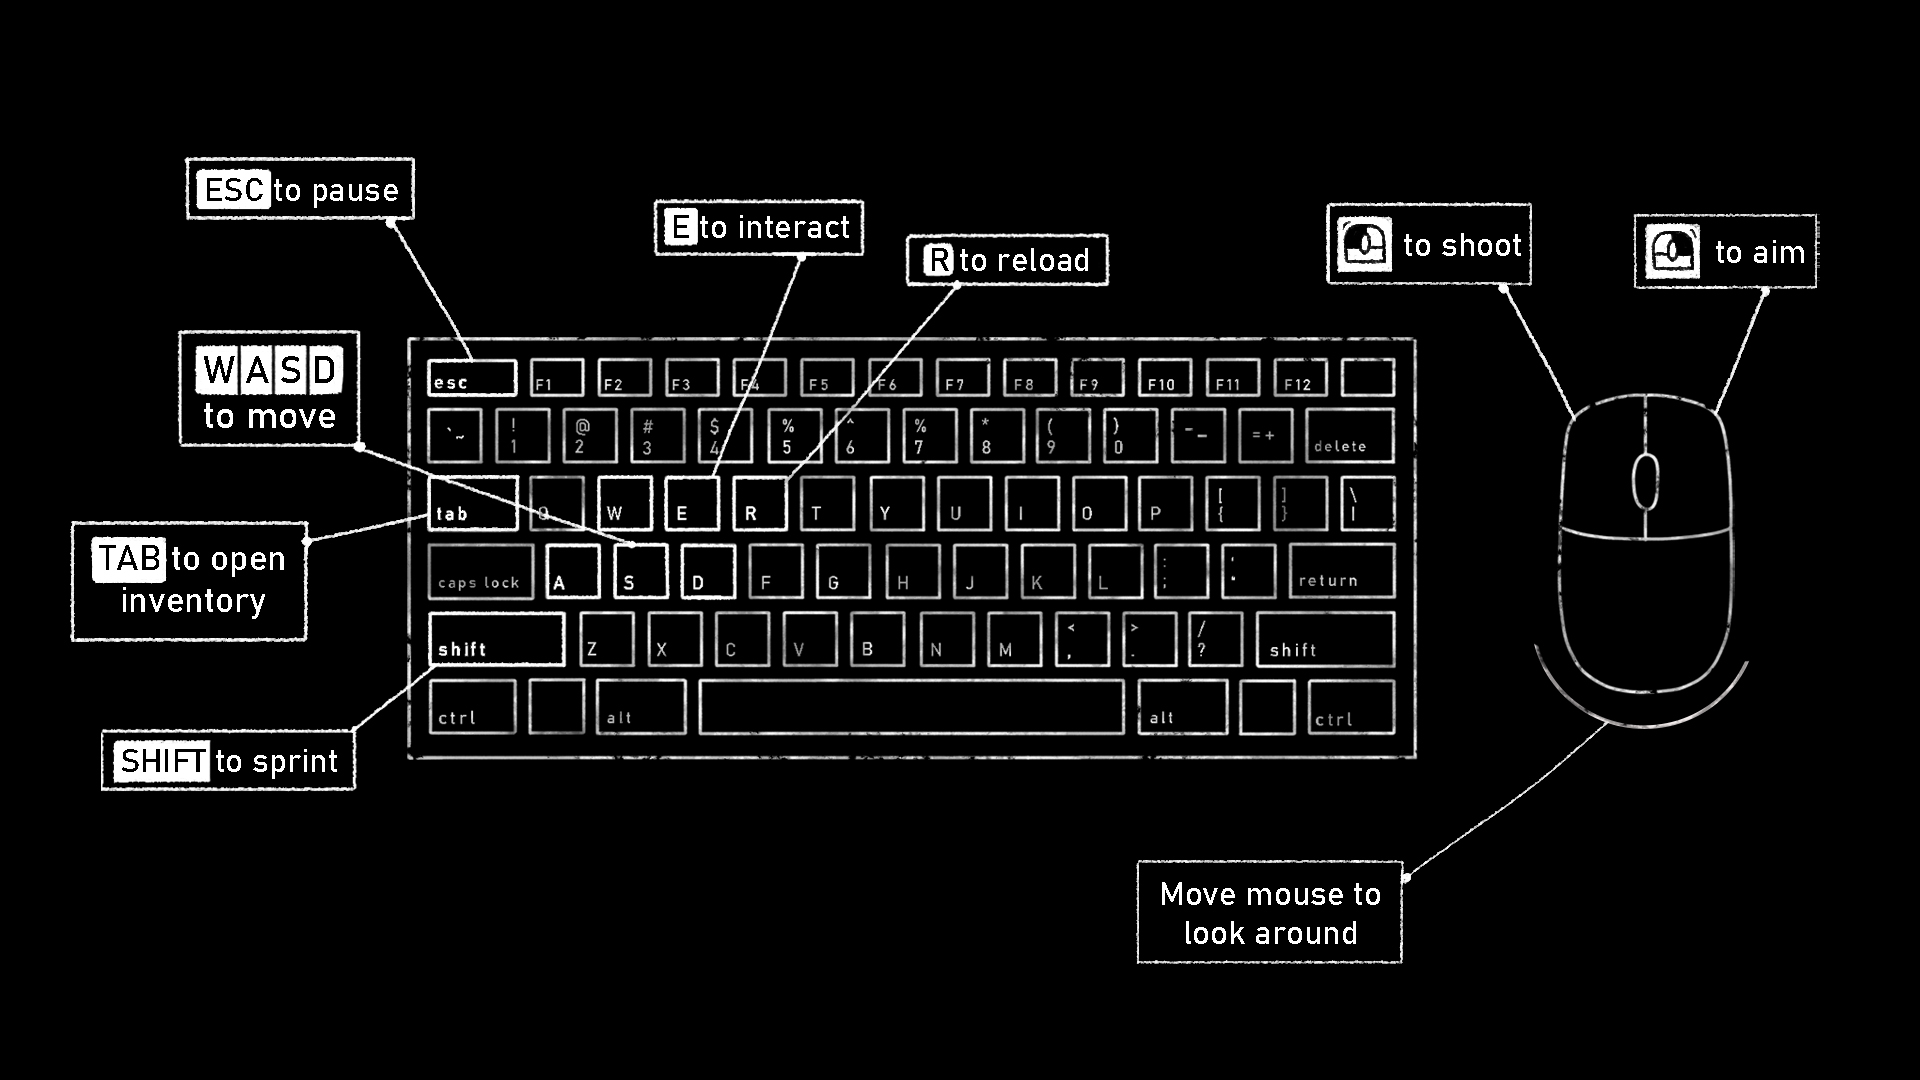 ESC to pause
E to interact
R to reload
to shoot
to aim
WASD
to move
TAB to open
inventory
SHIFT to sprint
esc F1 F2 F3 F4 F5 F6 F7 F8 F9 F10 F11 F12
` ~ ! 1 @ 2 # 3 $ 4 % 5 ^ 6 % 7 * 8 ( 9 ) 0 - _ = + delete
tab Q W E R T Y U I O P [ { ] } \ |
caps lock A S D F G H J K L : ; ' " return
shift Z X C V B N M < , > . / ? shift
ctrl alt alt ctrl
Move mouse to
look around